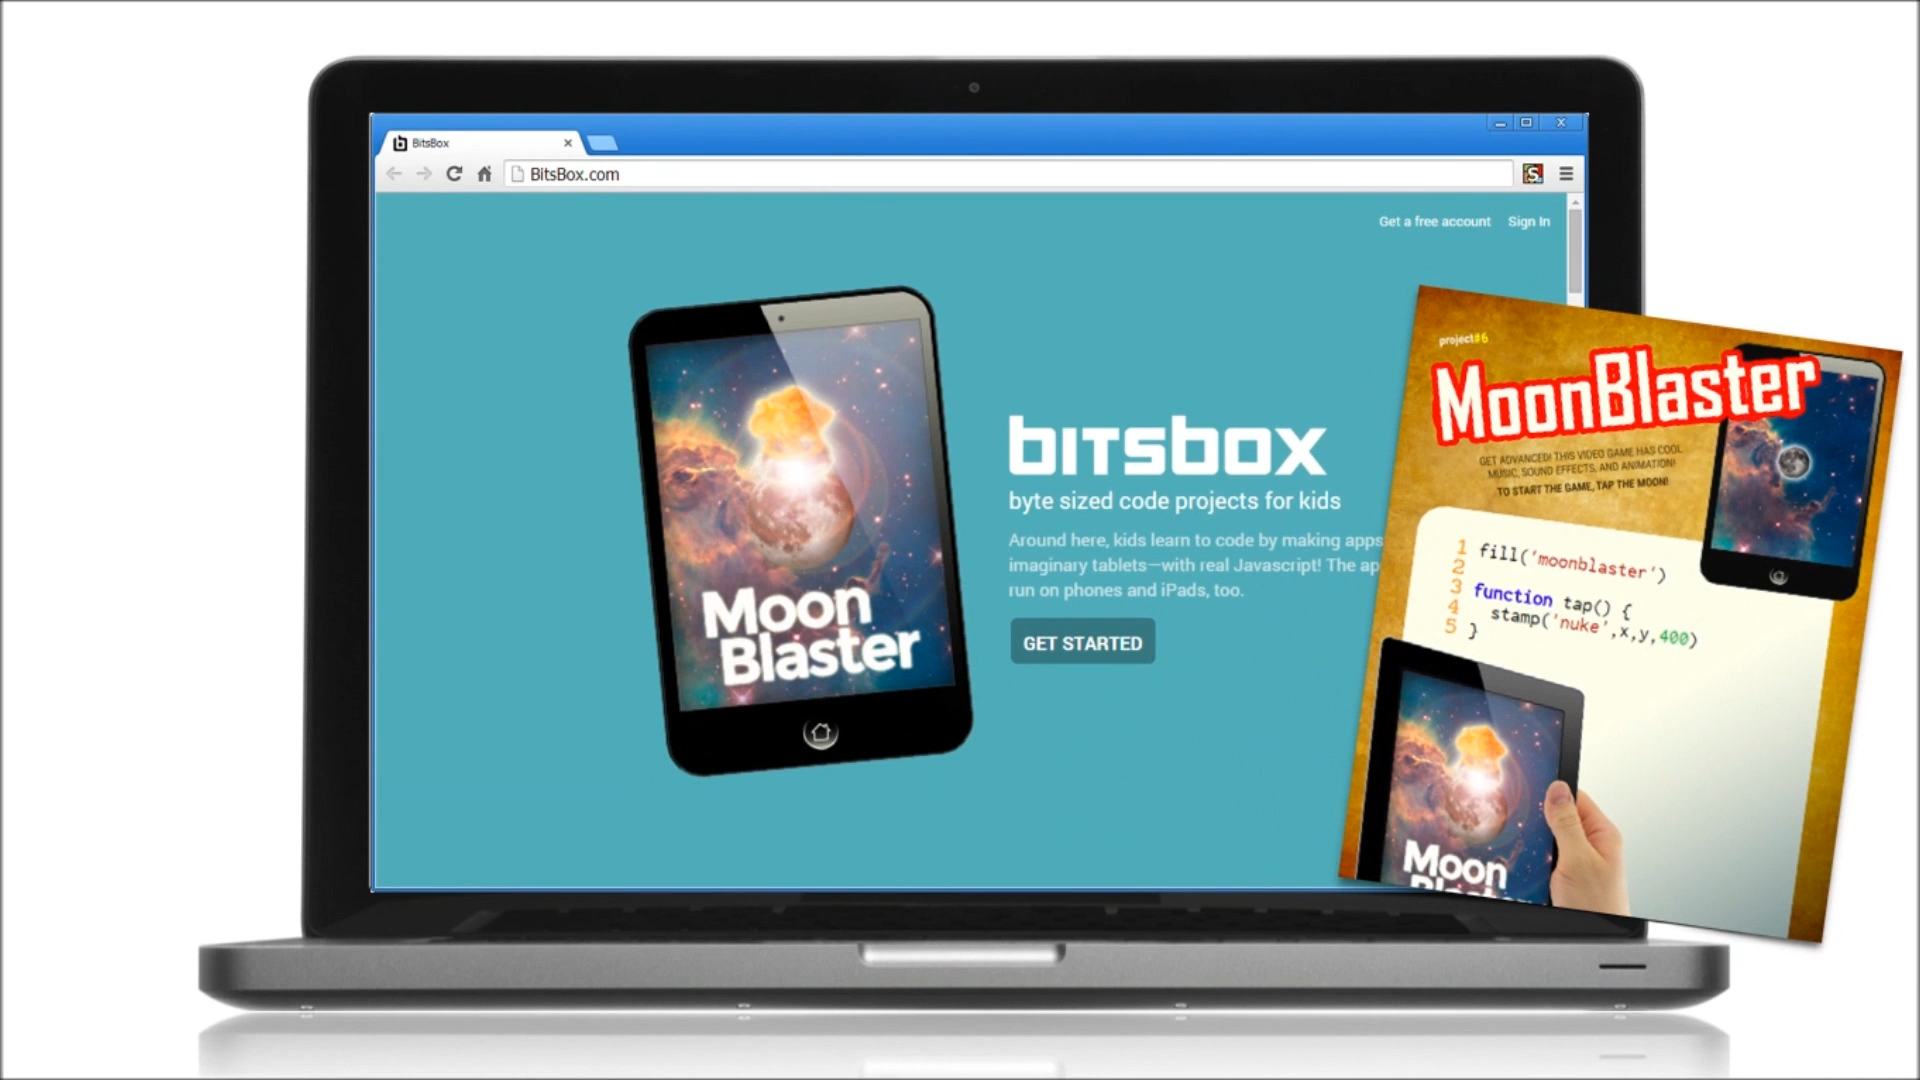 BitsBox
BitsBox.com
Get a free account Sign In
Moon
Blaster
bitsbox
byte sized code projects for kids
Around here, kids learn to code by making apps
imaginary tablets—with real Javascript! The ap
run on phones and iPads, too.
GET STARTED
project#6
MoonBlaster
GET ADVANCED! THIS VIDEO GAME HAS COOL
MUSIC, SOUND EFFECTS, AND ANIMATION!
TO START THE GAME, TAP THE MOON!
1 fill('moonblaster')
2
3 function tap() {
4 stamp('nuke',x,y,400)
5 }
Moon
Blaster